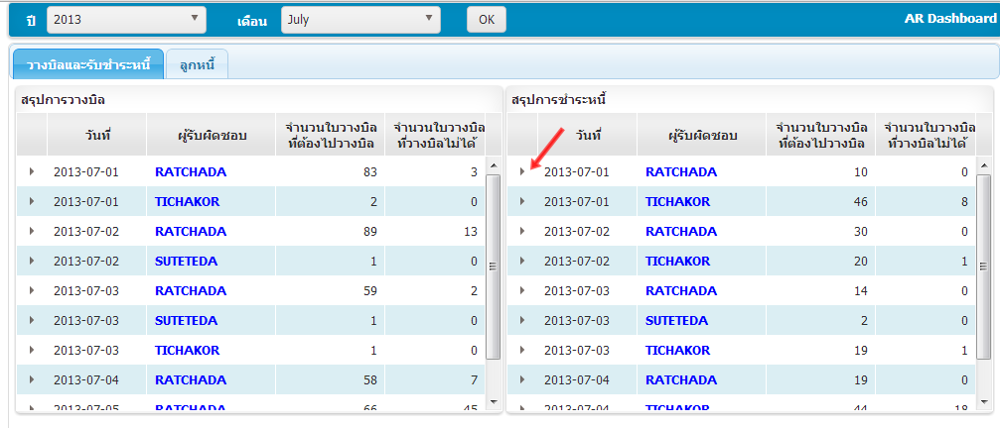 ปี 2013 เดือน July OK AR Dashboard
วางบิลและรับชำระหนี้ ลูกหนี้
สรุปการวางบิล
วันที่ ผู้รับผิดชอบ จำนวนใบวางบิล จำนวนใบวางบิล
ที่ต้องไปวางบิล ที่วางบิลไม่ได้
2013-07-01 RATCHADA 83 3
2013-07-01 TICHAKOR 2 0
2013-07-02 RATCHADA 89 13
2013-07-02 SUTETEDA 1 0
2013-07-03 RATCHADA 59 2
2013-07-03 SUTETEDA 1 0
2013-07-03 TICHAKOR 1 0
2013-07-04 RATCHADA 58 7
2013-07-05 RATCHADA 66 45
สรุปการชำระหนี้
วันที่ ผู้รับผิดชอบ จำนวนใบวางบิล จำนวนใบวางบิล
ที่ต้องไปวางบิล ที่วางบิลไม่ได้
2013-07-01 RATCHADA 10 0
2013-07-01 TICHAKOR 46 8
2013-07-02 RATCHADA 30 0
2013-07-02 TICHAKOR 20 1
2013-07-03 RATCHADA 14 0
2013-07-03 SUTETEDA 2 0
2013-07-03 TICHAKOR 19 1
2013-07-04 RATCHADA 19 0
2013-07-04 TICHAKOR 44 18